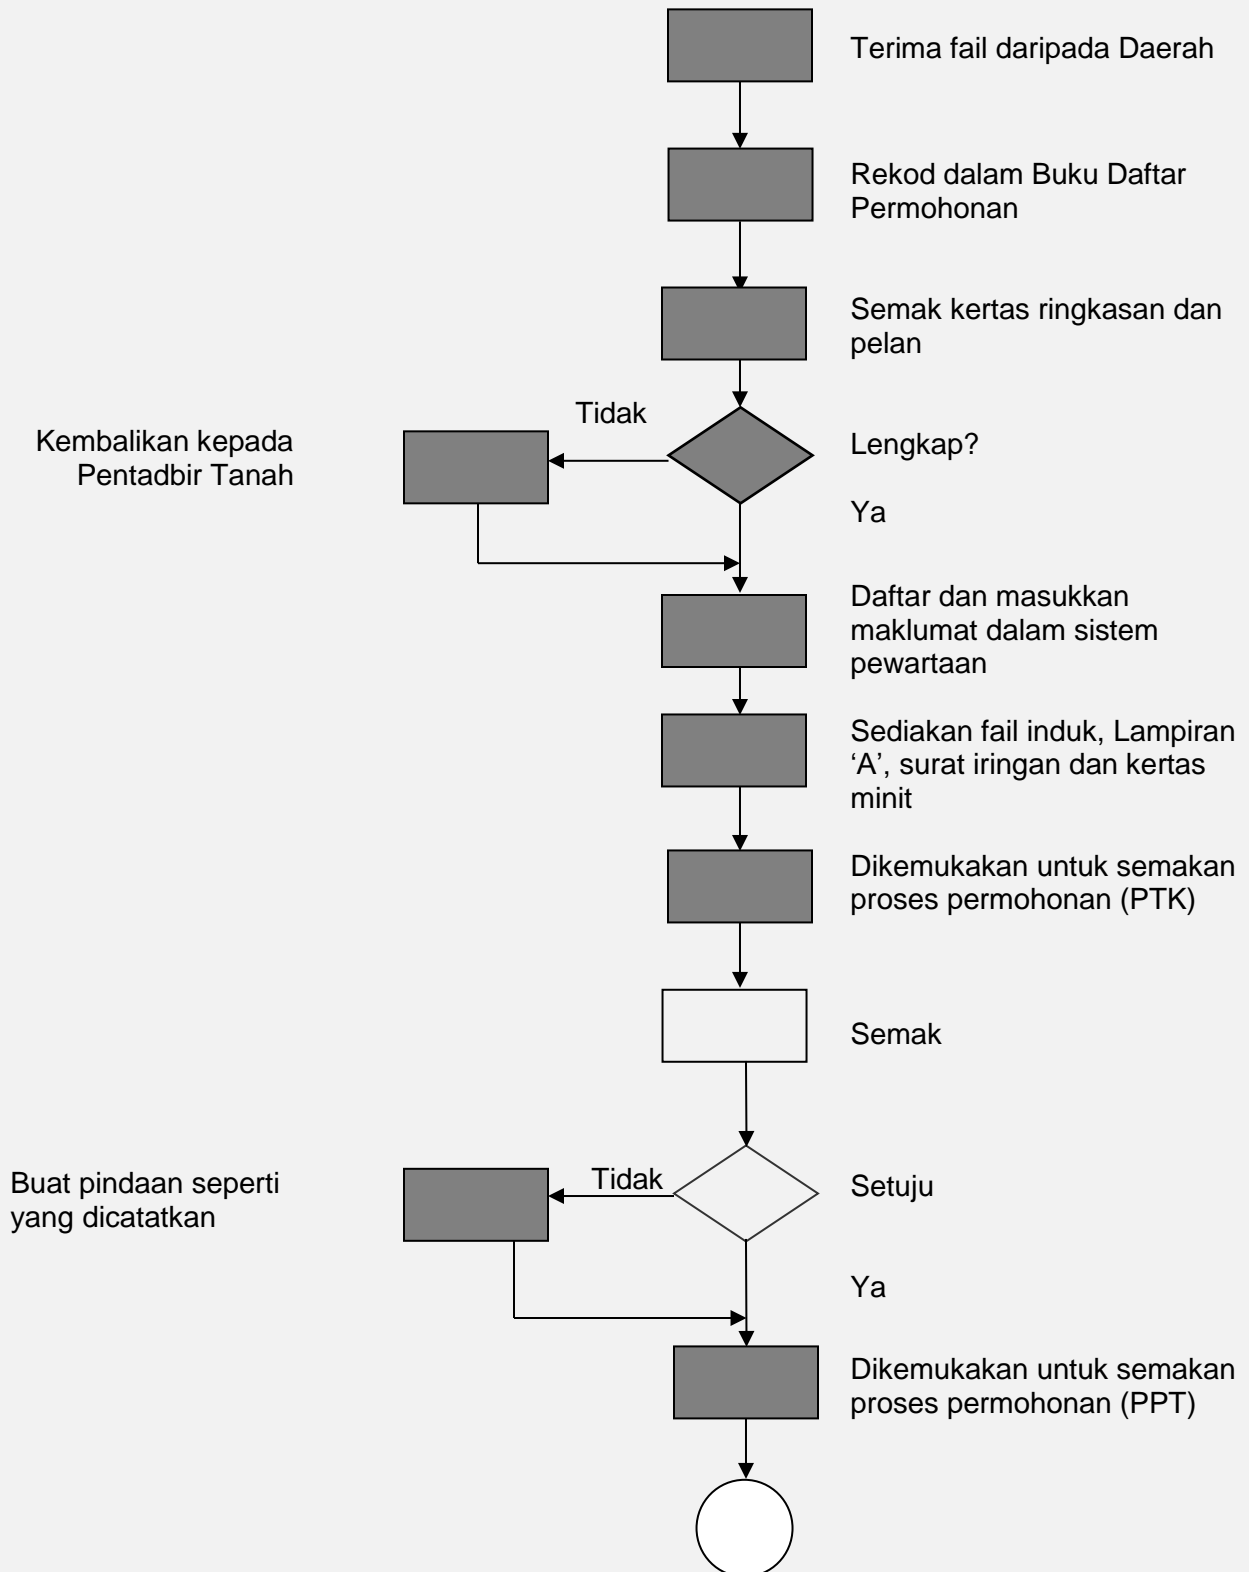 Terima fail daripada Daerah
Rekod dalam Buku Daftar
Permohonan
Semak kertas ringkasan dan
pelan
Tidak
Kembalikan kepada
Pentadbir Tanah
Lengkap?
Ya
Daftar dan masukkan
maklumat dalam sistem
pewartaan
Sediakan fail induk, Lampiran
‘A’, surat iringan dan kertas
minit
Dikemukakan untuk semakan
proses permohonan (PTK)
Semak
Buat pindaan seperti
yang dicatatkan
Tidak
Setuju
Ya
Dikemukakan untuk semakan
proses permohonan (PPT)